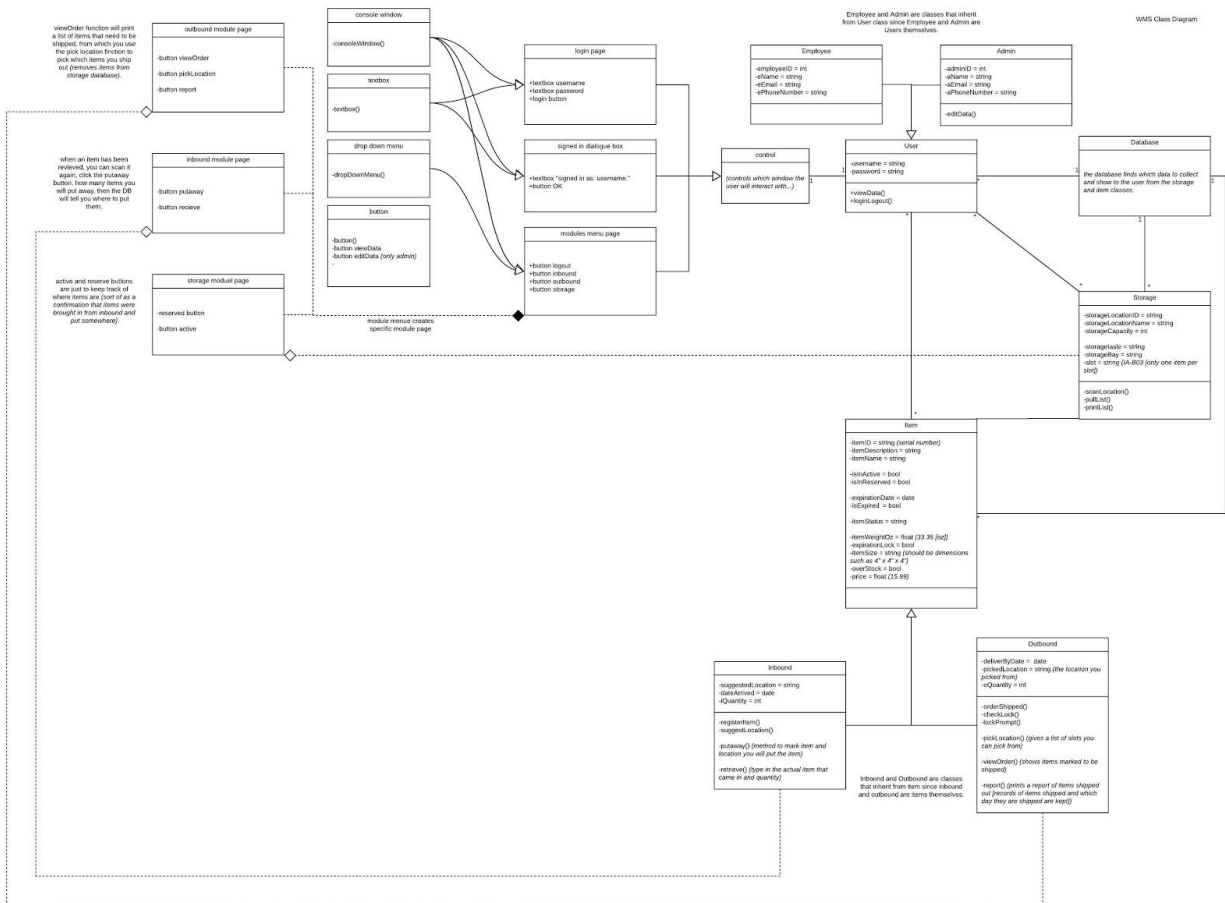 WMS Class Diagram
viewOrder function will print
a list of items that need to be
shipped, from which you use
the pick location finction to
pick which items you ship
out (removes items from
storage database).
outbound module page
-button viewOrder
-button pickLocation
-button report
when an item has been
revieved, you can scan it
again, click the putaway
button, how many items you
will put away, then the DB
will tell you where to put
them.
inbound module page
-button putaway
-button recieve
active and reserve buttons
are just to keep track of
where items are (sort of as a
confirmation that items were
brought in from inbound and
put somewhere)
storage moduel page
-reserved button
-button active
console window
-consoleWindow()
textbox
-textbox()
drop down menu
-dropDownMenu()
button
-button()
-button viewData
-button editData (only admin)
-
login page
+textbox username
+textbox password
+login button
signed in dialogue box
+textbox "signed in as: username."
+button OK
modules menu page
+button logout
+button inbound
+button outbound
+button storage
module menue creates
specific module page
control
(controls which window the
user will interact with...)
1
1
Employee and Admin are classes that inherit
from User class since Employee and Admin are
Users themselves.
Employee
-employeeID = int
-eName = string
-eEmail = string
-ePhoneNumber = string
Admin
-adminID = int
-aName = string
-aEmail = string
-aPhoneNumber = string
-editData()
User
-username = string
-password = string
+viewData()
+loginLogout()
*
*
*
1
1
Database
the database finds which data to collect
and show to the user from the storage
and item classes.
1
*
*
Storage
-storageLocationID = string
-storageLocationName = string
-storageCapacity = int
-storageIasle = string
-storageBay = string
-slot = string (IA-B03 [only one item per
slot])
-scanLocation()
-pullList()
-printList()
*
Item
-itemID = string (serial number)
-itemDescription = string
-itemName = string
-isInActive = bool
-isInReserved = bool
-expirationDate = date
-isExpired = bool
-itemStatus = string
-itemWeightOz = float (33.35 [oz])
-expirationLock = bool
-itemSize = string (should be dimensions
such as 4" x 4" x 4")
-overStock = bool
-price = float (15.99)
*
Inbound
-suggestedLocation = string
-dateArrived = date
-iQuantity = int
-registerItem()
-suggestLocation()
-putaway() (method to mark item and
location you will put the item)
-retrieve() (type in the actual item that
came in and quantity)
Inbound and Outbound are classes
that inherit from item since inbound
and outbound are items themselves.
Outbound
-deliverByDate = date
-pickedLocation = string (the location you
picked from)
-oQuantity = int
-orderShipped()
-checkLock()
-lockPrompt()
-pickLocation() (gives a list of slots you
can pick from)
-viewOrder() (shows items marked to be
shipped)
-report() (prints a report of items shipped
out [records of items shipped and which
day they are shipped are kept])